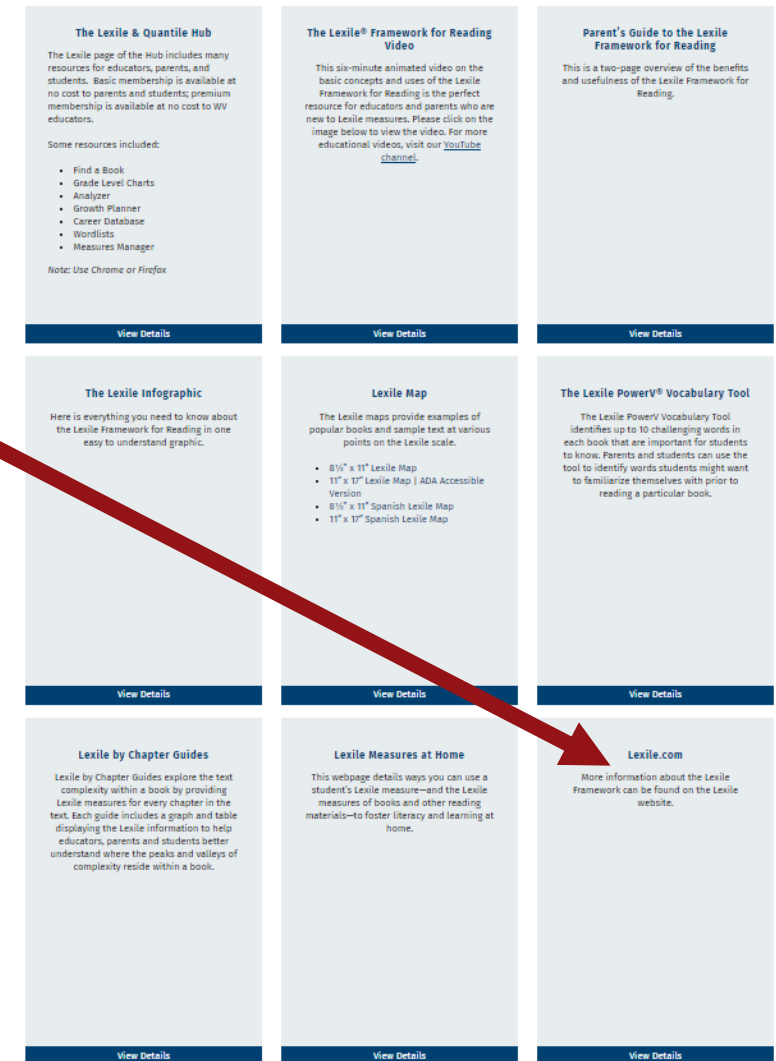 The Lexile & Quantile Hub
The Lexile page of the Hub includes many
resources for educators, parents, and
students. Basic membership is available at
no cost to parents and students; premium
membership is available at no cost to WV
educators.
Some resources included:
• Find a Book
• Grade Level Charts
• Analyzer
• Growth Planner
• Career Database
• Wordlists
• Measures Manager
Note: Use Chrome or Firefox
View Details
The Lexile® Framework for Reading
Video
This six-minute animated video on the
basic concepts and uses of the Lexile
Framework for Reading is the perfect
resource for educators and parents who are
new to Lexile measures. Please click on the
image below to view the video. For more
educational videos, visit our YouTube
channel.
View Details
Parent's Guide to the Lexile
Framework for Reading
This is a two-page overview of the benefits
and usefulness of the Lexile Framework for
Reading.
View Details
The Lexile Infographic
Here is everything you need to know about
the Lexile Framework for Reading in one
easy to understand graphic.
View Details
Lexile Map
The Lexile maps provide examples of
popular books and sample text at various
points on the Lexile scale.
• 8½" x 11" Lexile Map
• 11" x 17" Lexile Map | ADA Accessible
Version
• 8½" x 11" Spanish Lexile Map
• 11" x 17" Spanish Lexile Map
View Details
The Lexile PowerV® Vocabulary Tool
The Lexile PowerV Vocabulary Tool
identifies up to 10 challenging words in
each book that are important for students
to know. Parents and students can use the
tool to identify words students might want
to familiarize themselves with prior to
reading a particular book.
View Details
Lexile by Chapter Guides
Lexile by Chapter Guides explore the text
complexity within a book by providing
Lexile measures for every chapter in the
text. Each guide includes a graph and table
displaying the Lexile information to help
educators, parents and students better
understand where the peaks and valleys of
complexity reside within a book.
View Details
Lexile Measures at Home
This webpage details ways you can use a
student's Lexile measure—and the Lexile
measures of books and other reading
materials—to foster literacy and learning at
home.
View Details
Lexile.com
More information about the Lexile
Framework can be found on the Lexile
website.
View Details